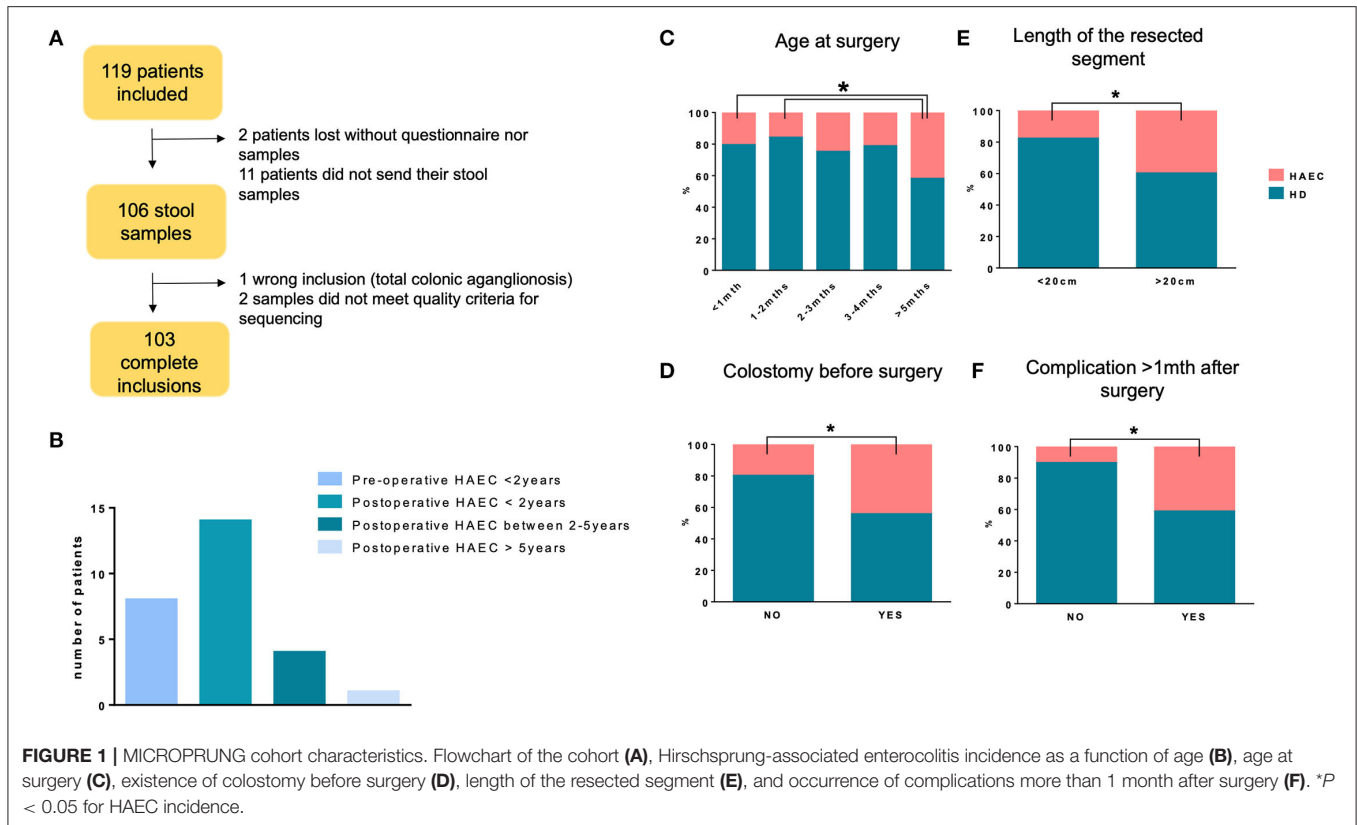 A
119 patients
included
2 patients lost without questionnaire nor
samples
11 patients did not send their stool
samples
106 stool
samples
1 wrong inclusion (total colonic aganglionosis)
2 samples did not meet quality criteria for
sequencing
103
complete
inclusions
B
number of patients
15
10
5
0
Pre-operative HAEC <2years
Postoperative HAEC < 2years
Postoperative HAEC between 2-5years
Postoperative HAEC > 5years
C
Age at surgery
*
%
100
80
60
40
20
0
<1mth
1-2mths
2-3mths
3-4mths
>5mths
E
Length of the resected
segment
*
%
100
80
60
40
20
0
<20cm
>20cm
HAEC
HD
D
Colostomy before surgery
*
%
100
80
60
40
20
0
NO
YES
F
Complication >1mth after
surgery
*
%
100
80
60
40
20
0
NO
YES
FIGURE 1 | MICROPRUNG cohort characteristics. Flowchart of the cohort (A), Hirschsprung-associated enterocolitis incidence as a function of age (B), age at
surgery (C), existence of colostomy before surgery (D), length of the resected segment (E), and occurrence of complications more than 1 month after surgery (F). *P
< 0.05 for HAEC incidence.